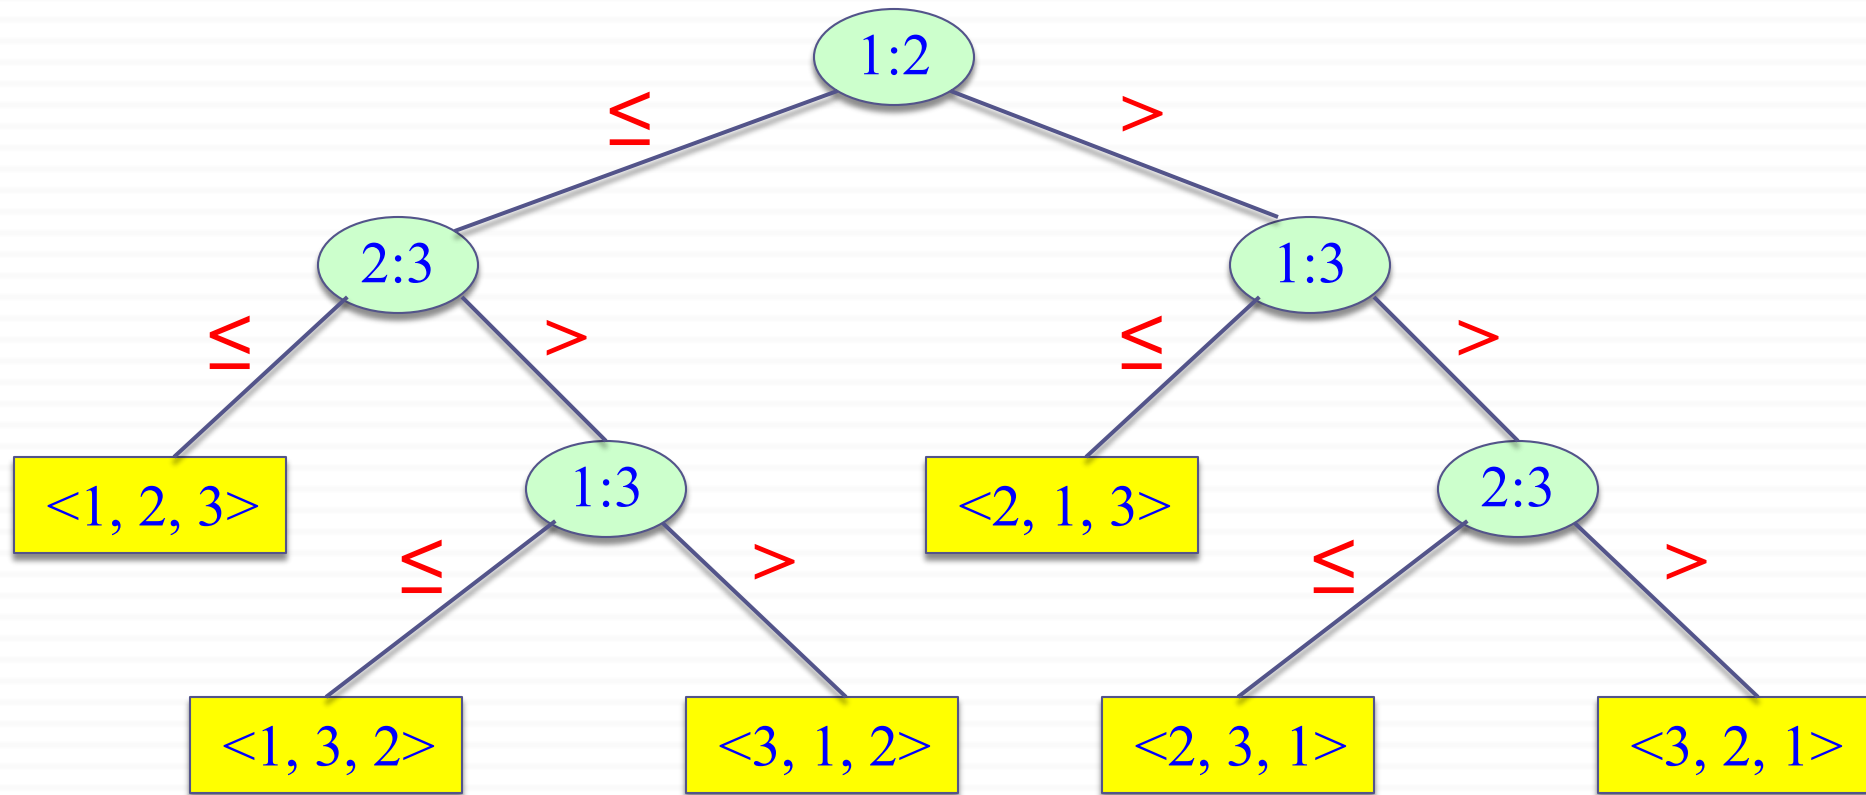 1:2
≤ >
2:3 1:3
≤ > ≤ >
<1, 2, 3> 1:3 <2, 1, 3> 2:3
≤ > ≤ >
<1, 3, 2> <3, 1, 2> <2, 3, 1> <3, 2, 1>